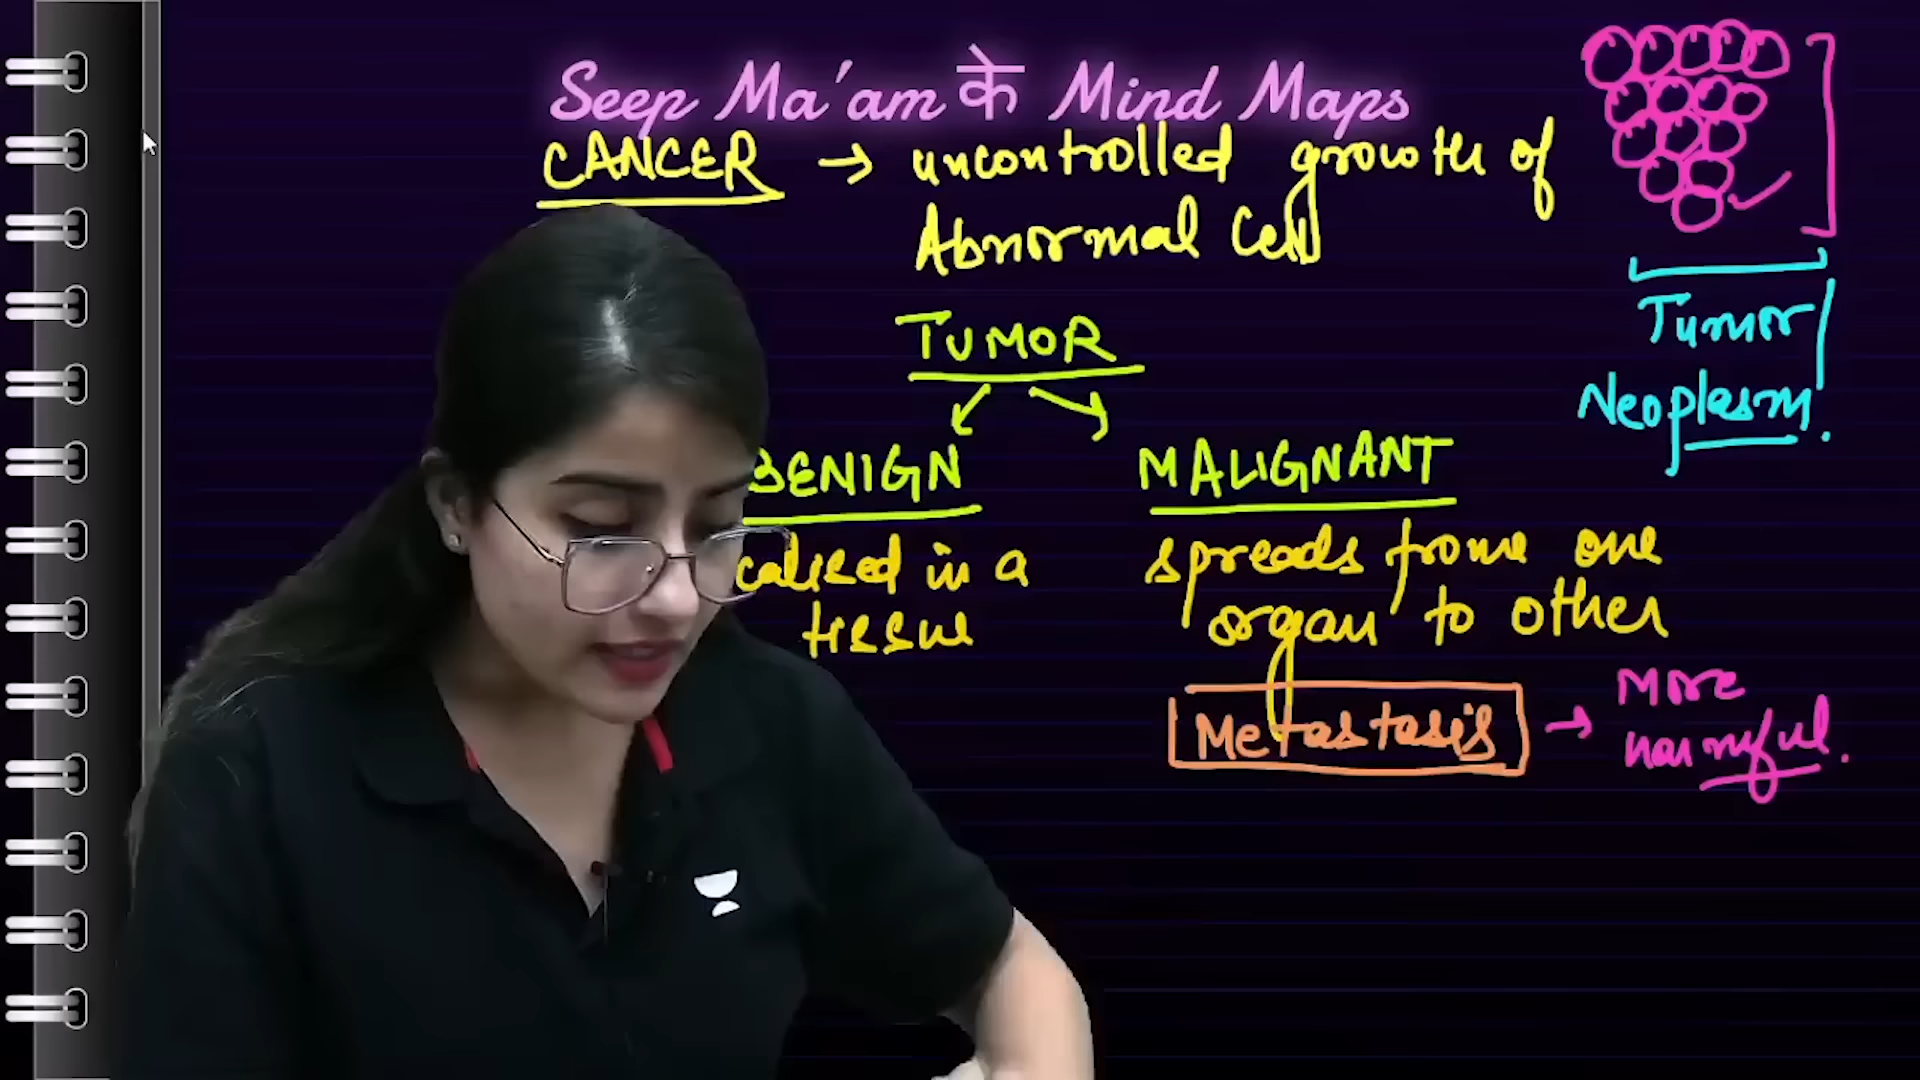 Seep Ma'am के Mind Maps
CANCER → uncontrolled growth of
Abnormal Cell
Tumor
Neoplasm.
TUMOR
BENIGN
MALIGNANT
in a
tissue
spreads from one
organ to other
Metastasis → More
harmful.